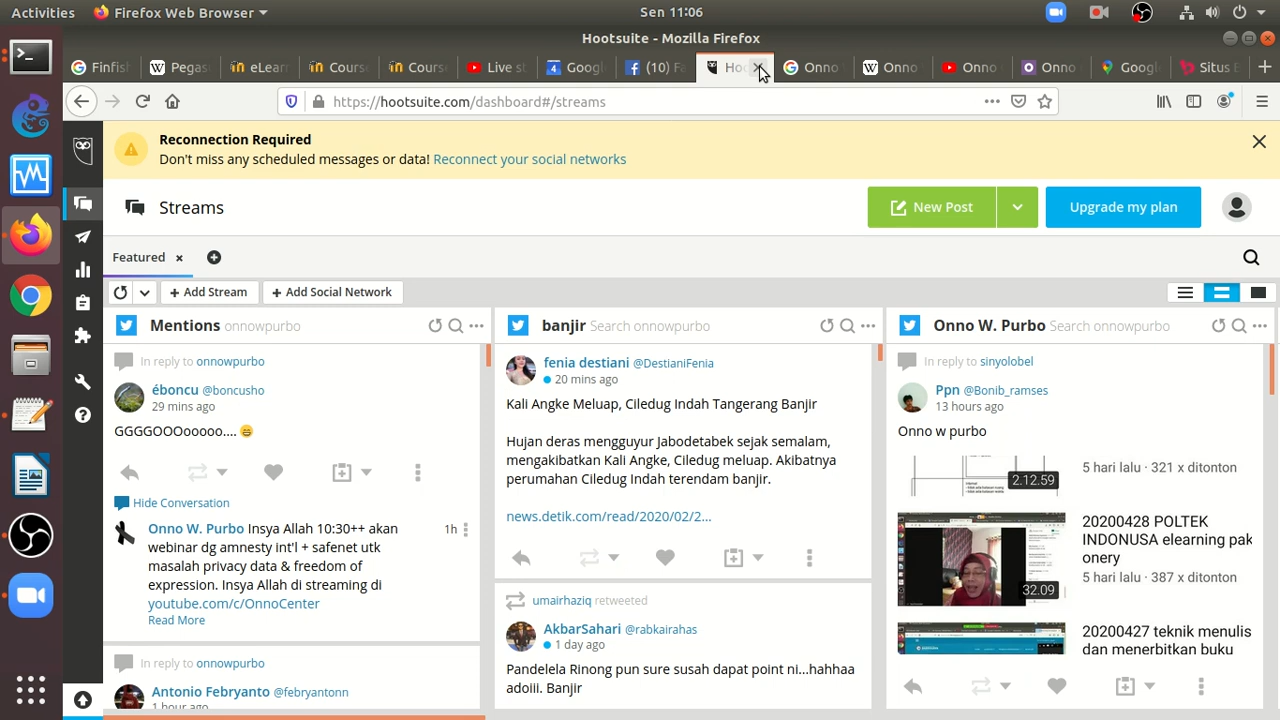 Activities
Firefox Web Browser
Sen 11:06
Hootsuite - Mozilla Firefox
Finfish
Pegas
eLearn
Cours
Course
Live st
Googl
(10) Fa
Hoo
Onno
Onno
Onno
Onno
Google
Situs B
https://hootsuite.com/dashboard#/streams
Reconnection Required
Don't miss any scheduled messages or data! Reconnect your social networks
Streams
New Post
Upgrade my plan
Featured
Add Stream
Add Social Network
Mentions onnowpurbo
In reply to onnowpurbo
éboncu @boncusho
29 mins ago
GGGGOOOooooo.... 😄
Hide Conversation
Onno W. Purbo Insya Allah 10:30++ akan
1h
webinar dg amnesty int'l + safenet utk
masalah privacy data & freedom of
expression. Insya Allah di streming di
youtube.com/c/OnnoCenter
Read More
In reply to onnowpurbo
Antonio Febryanto @febryantonn
1 hour ago
banjir Search onnowpurbo
fenia destiani @DestianiFenia
20 mins ago
Kali Angke Meluap, Ciledug Indah Tangerang Banjir
Hujan deras mengguyur Jabodetabek sejak semalam,
mengakibatkan Kali Angke, Ciledug meluap. Akibatnya
perumahan Ciledug Indah terendam banjir.
news.detik.com/read/2020/02/2...
umairhaziq retweeted
AkbarSahari @rabkairahas
1 day ago
Pandelela Rinong pun sure susah dapat point ni...hahhaa
adoiii. Banjir
Onno W. Purbo Search onnowpurbo
In reply to sinyolobel
Ppn @Bonib_ramses
13 hours ago
Onno w purbo
2.12.59
5 hari lalu · 321 x ditonton
20200428 POLTEK
INDONUSA elearning pak
onery
5 hari lalu · 387 x ditonton
32.09
20200427 teknik menulis
dan menerbitkan buku